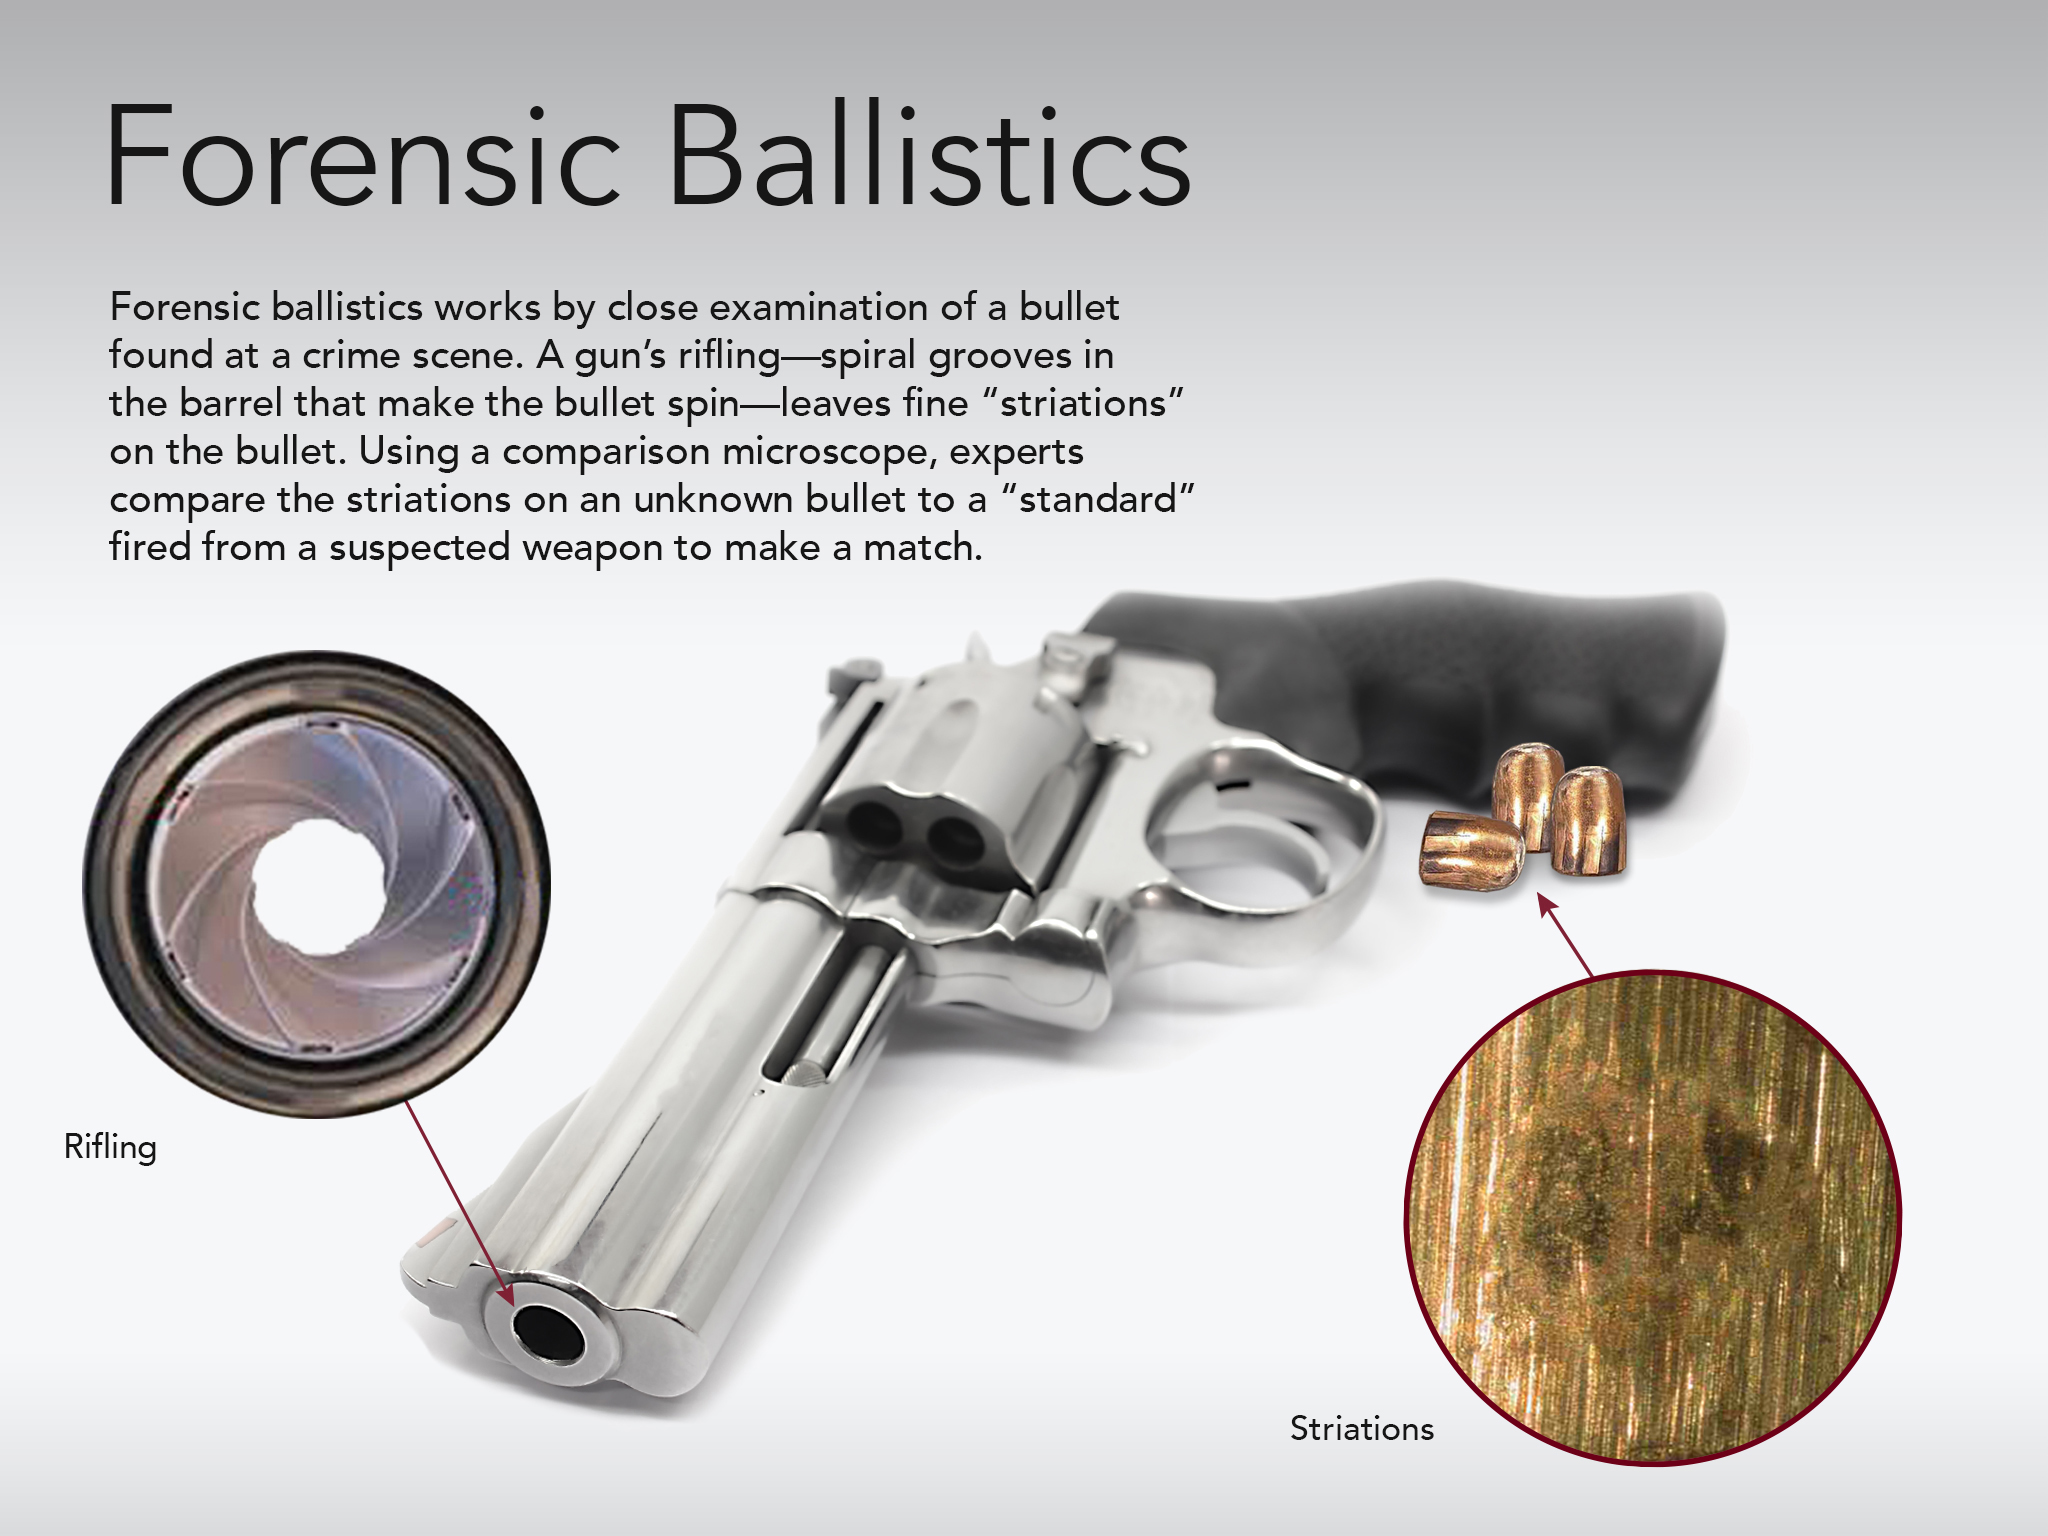 Forensic Ballistics
Forensic ballistics works by close examination of a bullet
found at a crime scene. A gun’s rifling—spiral grooves in
the barrel that make the bullet spin—leaves fine “striations”
on the bullet. Using a comparison microscope, experts
compare the striations on an unknown bullet to a “standard”
fired from a suspected weapon to make a match.
Rifling
Striations